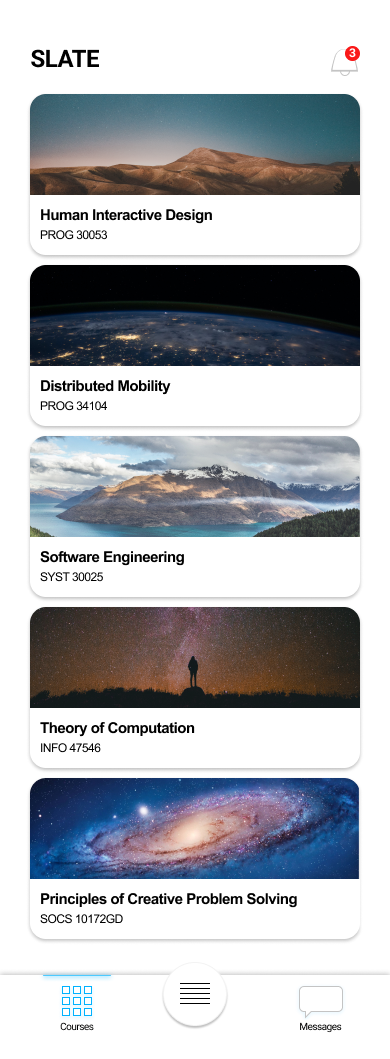 SLATE
3
Human Interactive Design
PROG 30053
Distributed Mobility
PROG 34104
Software Engineering
SYST 30025
Theory of Computation
INFO 47546
Principles of Creative Problem Solving
SOCS 10172GD
Courses
Messages